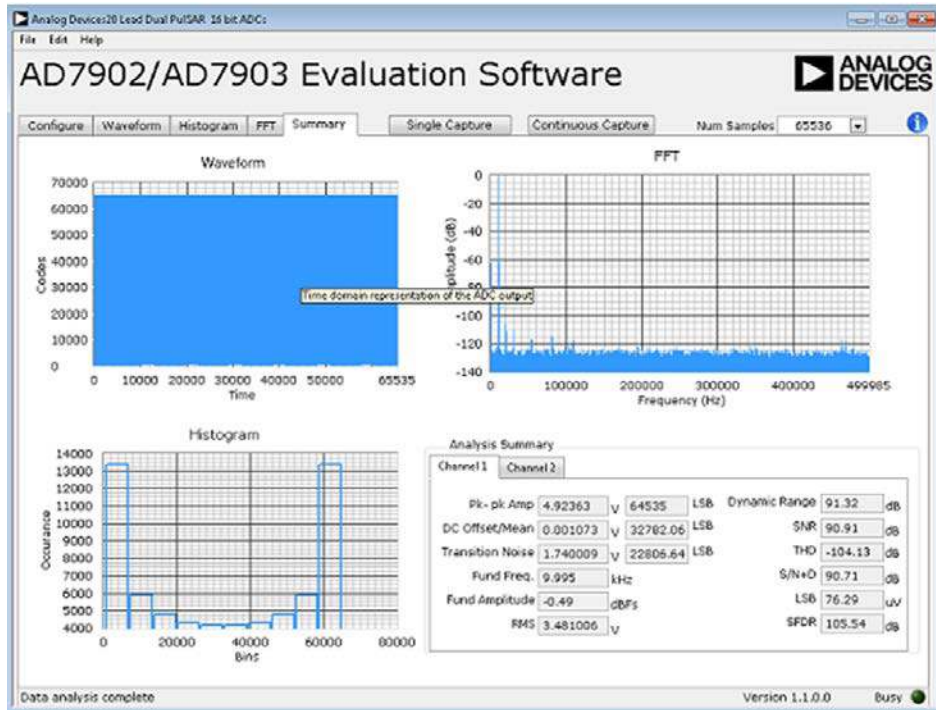 Analog Devices20 Lead Dual PulSAR 16 bit ADCs
File Edit Help
AD7902/AD7903 Evaluation Software
ANALOG
DEVICES
Configure Waveform Histogram FFT Summary Single Capture Continuous Capture Num Samples 65536
Waveform
70000
60000
50000
40000
30000
20000
10000
0
Codes
0 10000 20000 30000 40000 50000 65535
Time
Time domain representation of the ADC output
FFT
0
-20
-40
-60
-80
-100
-120
-140
plitude (dB)
0 100000 200000 300000 400000 499985
Frequency (Hz)
Histogram
14000
13000
12000
11000
10000
9000
8000
7000
6000
5000
4000
Occurance
0 20000 40000 60000 80000
Bins
Analysis Summary
Channel 1 Channel 2
Pk- pk Amp 4.92363 V 64535 LSB
DC Offset/Mean 0.001073 V 32782.06 LSB
Transition Noise 1.740009 V 22806.64 LSB
Fund Freq. 9.995 kHz
Fund Amplitude -0.49 dBFs
RMS 3.481006 V
Dynamic Range 91.32 dB
SNR 90.91 dB
THD -104.13 dB
S/N+D 90.71 dB
LSB 76.29 uV
SFDR 105.54 dB
Data analysis complete
Version 1.1.0.0 Busy